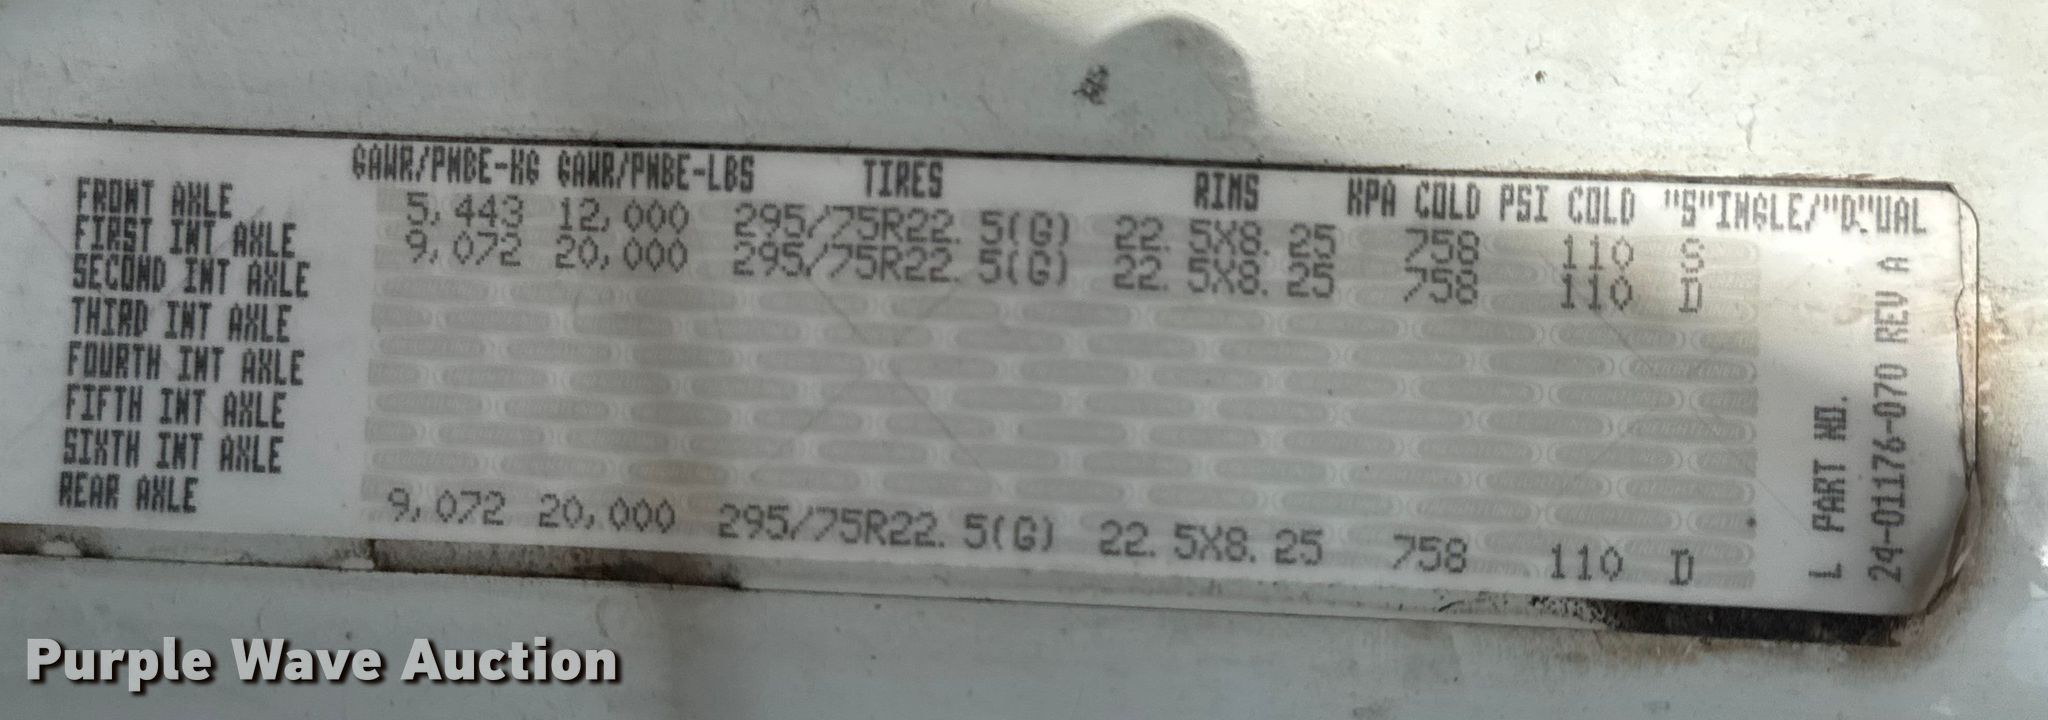 GAWR/PNBE-KG GAWR/PNBE-LBS TIRES RIMS KPA COLD PSI COLD "S"INGLE/"D"UAL
FRONT AXLE 5,443 12,000 295/75R22.5(G) 22.5X8.25 758 110 S
FIRST INT AXLE 9,072 20,000 295/75R22.5(G) 22.5X8.25 758 110 D
SECOND INT AXLE
THIRD INT AXLE
FOURTH INT AXLE
FIFTH INT AXLE
SIXTH INT AXLE
REAR AXLE 9,072 20,000 295/75R22.5(G) 22.5X8.25 758 110 D
L PART NO.
24-01176-070 REV A
Purple Wave Auction